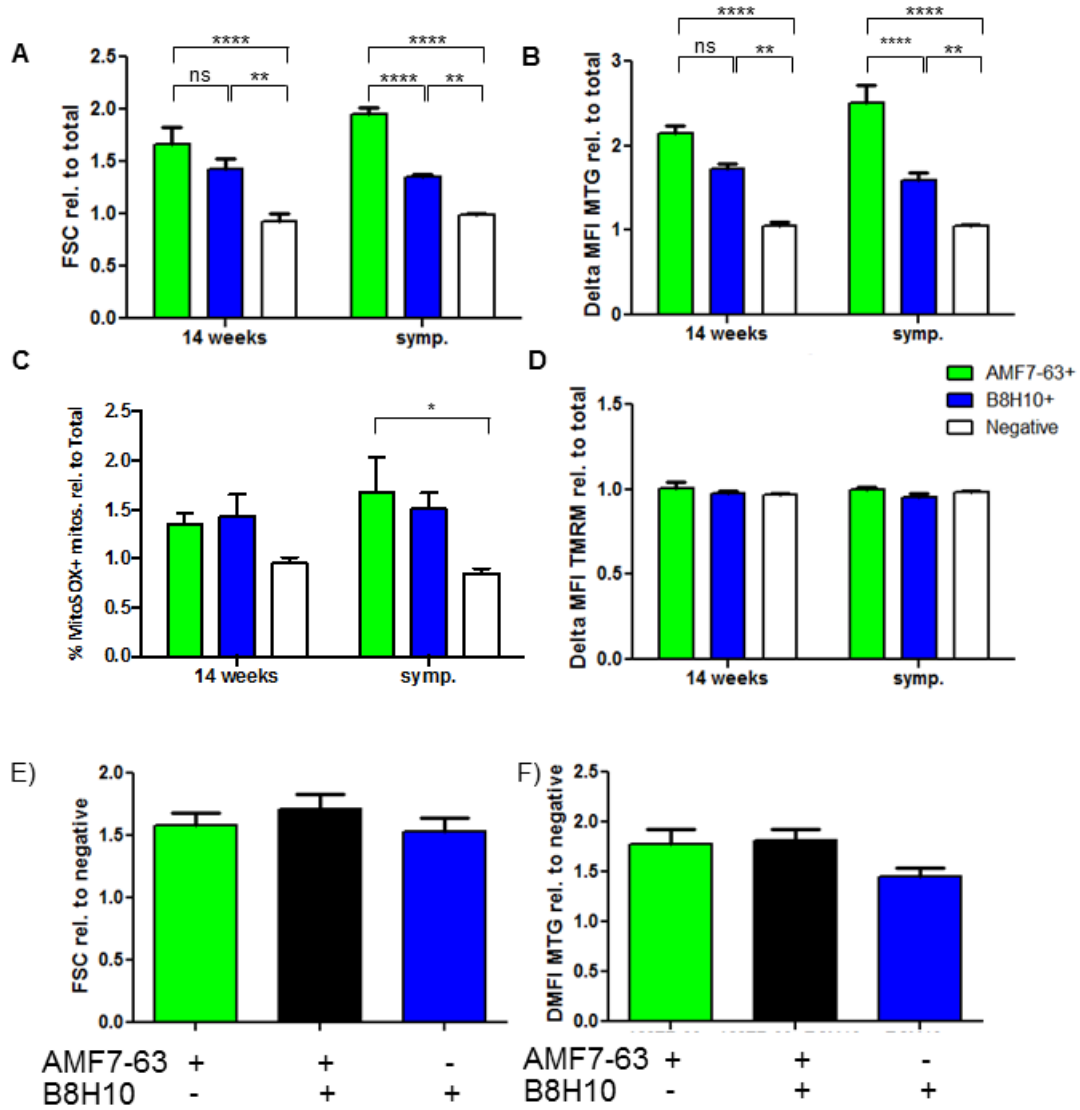 A
**** ****
ns ** **** **
FSC rel. to total
2.5
2.0
1.5
1.0
0.5
0.0
14 weeks symp.
B
**** ****
ns ** **** **
Delta MFI MTG rel. to total
3
2
1
0
14 weeks symp.
C
*
% MitoSOX+ mitos. rel. to Total
2.5
2.0
1.5
1.0
0.5
0.0
14 weeks symp.
D
AMF7-63+
B8H10+
Negative
Delta MFI TMRM rel. to total
1.5
1.0
0.5
0.0
14 weeks symp.
E)
FSC rel. to negative
2.0
1.5
1.0
0.5
0.0
AMF7-63 + + -
B8H10 - + +
F)
DMFI MTG rel. to negative
2.5
2.0
1.5
1.0
0.5
0.0
AMF7-63 + + -
B8H10 - + +